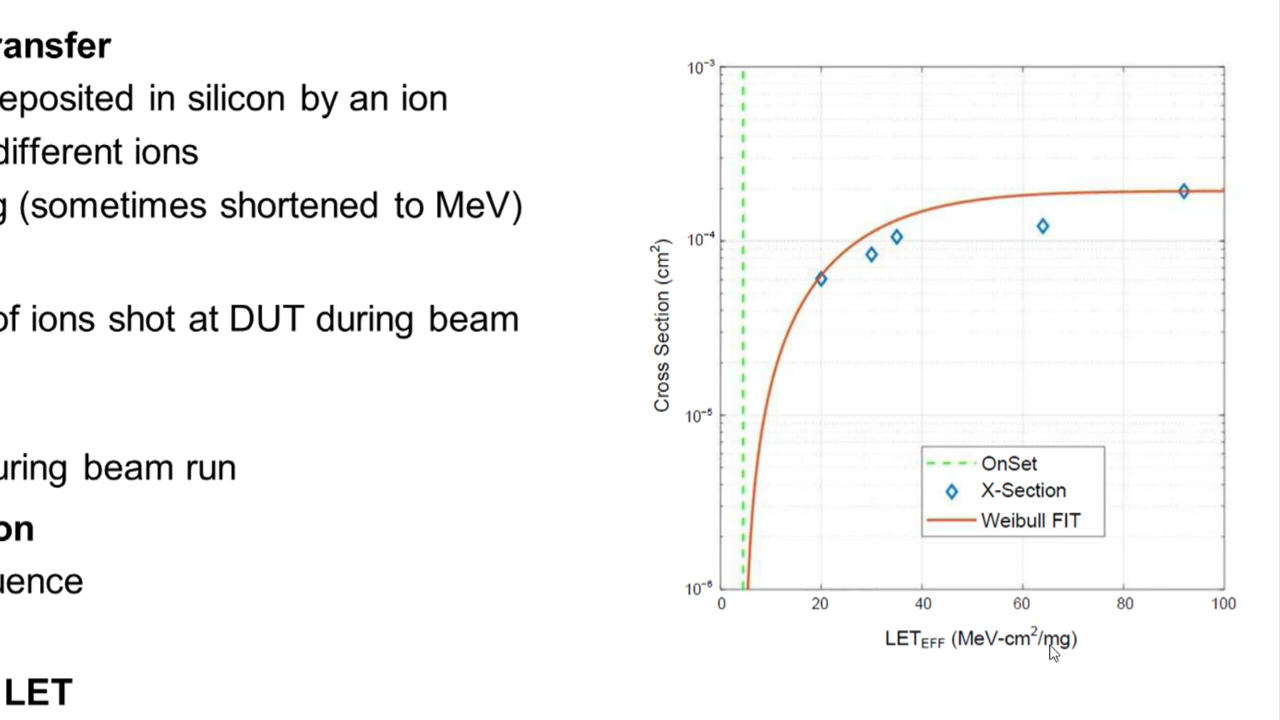 ransfer
eposited in silicon by an ion
different ions
g (sometimes shortened to MeV)
of ions shot at DUT during beam
uring beam run
on
uence
LET
10⁻³
10⁻⁴
10⁻⁵
10⁻⁶
Cross Section (cm²)
OnSet
X-Section
Weibull FIT
0 20 40 60 80 100
LET_EFF (MeV-cm²/mg)